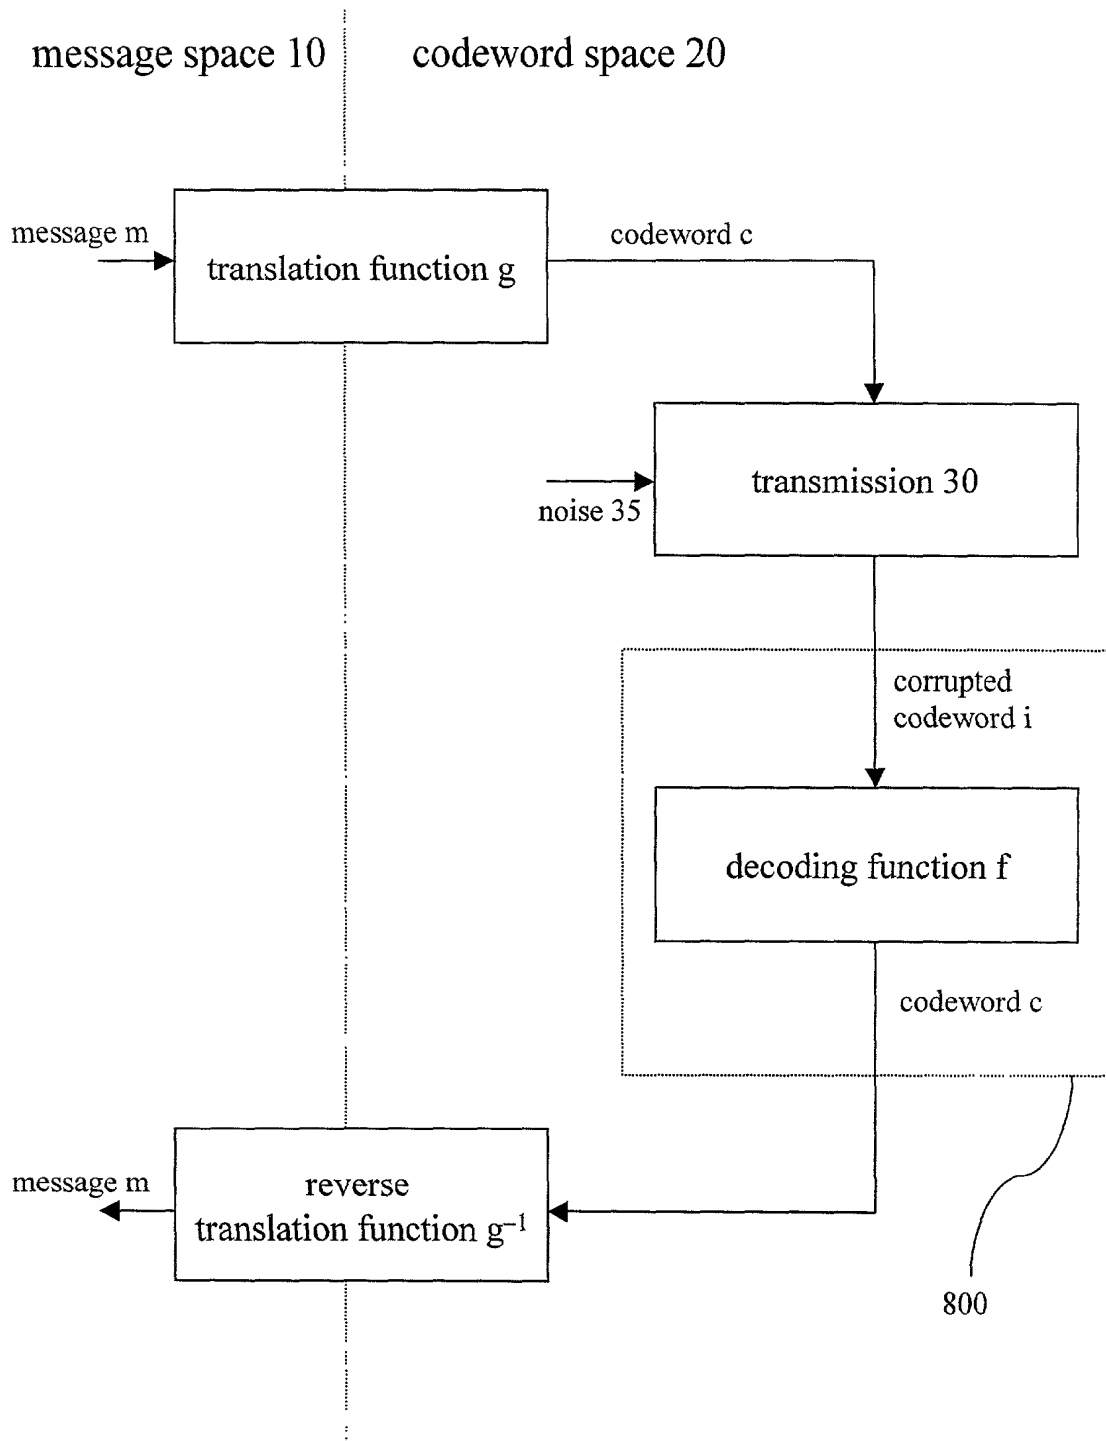 message space 10
codeword space 20
message m
translation function g
codeword c
transmission 30
noise 35
corrupted
codeword i
decoding function f
codeword c
message m
reverse
translation function g⁻¹
800